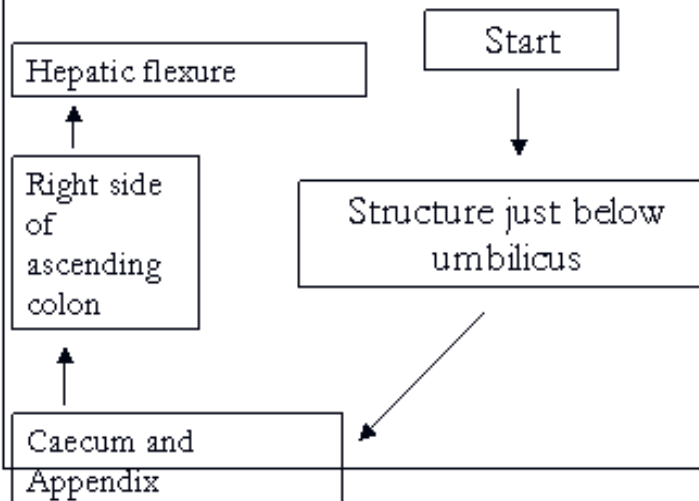 Start
Hepatic flexure
Structure just below
umbilicus
Right side
of
ascending
colon
Caecum and
Appendix